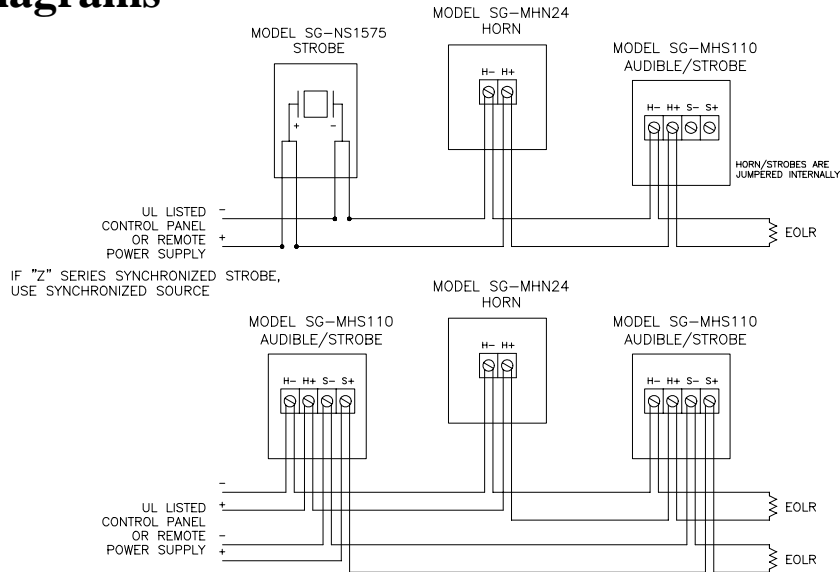 MODEL SG-NS1575
STROBE
+ -
MODEL SG-MHN24
HORN
H- H+
MODEL SG-MHS110
AUDIBLE/STROBE
H- H+ S- S+
HORN/STROBES ARE
JUMPERED INTERNALLY
UL LISTED -
CONTROL PANEL
OR REMOTE +
POWER SUPPLY
EOLR
IF "Z" SERIES SYNCHRONIZED STROBE,
USE SYNCHRONIZED SOURCE
MODEL SG-MHS110
AUDIBLE/STROBE
H- H+ S- S+
MODEL SG-MHN24
HORN
H- H+
MODEL SG-MHS110
AUDIBLE/STROBE
H- H+ S- S+
-
UL LISTED +
CONTROL PANEL
OR REMOTE -
POWER SUPPLY +
EOLR
EOLR